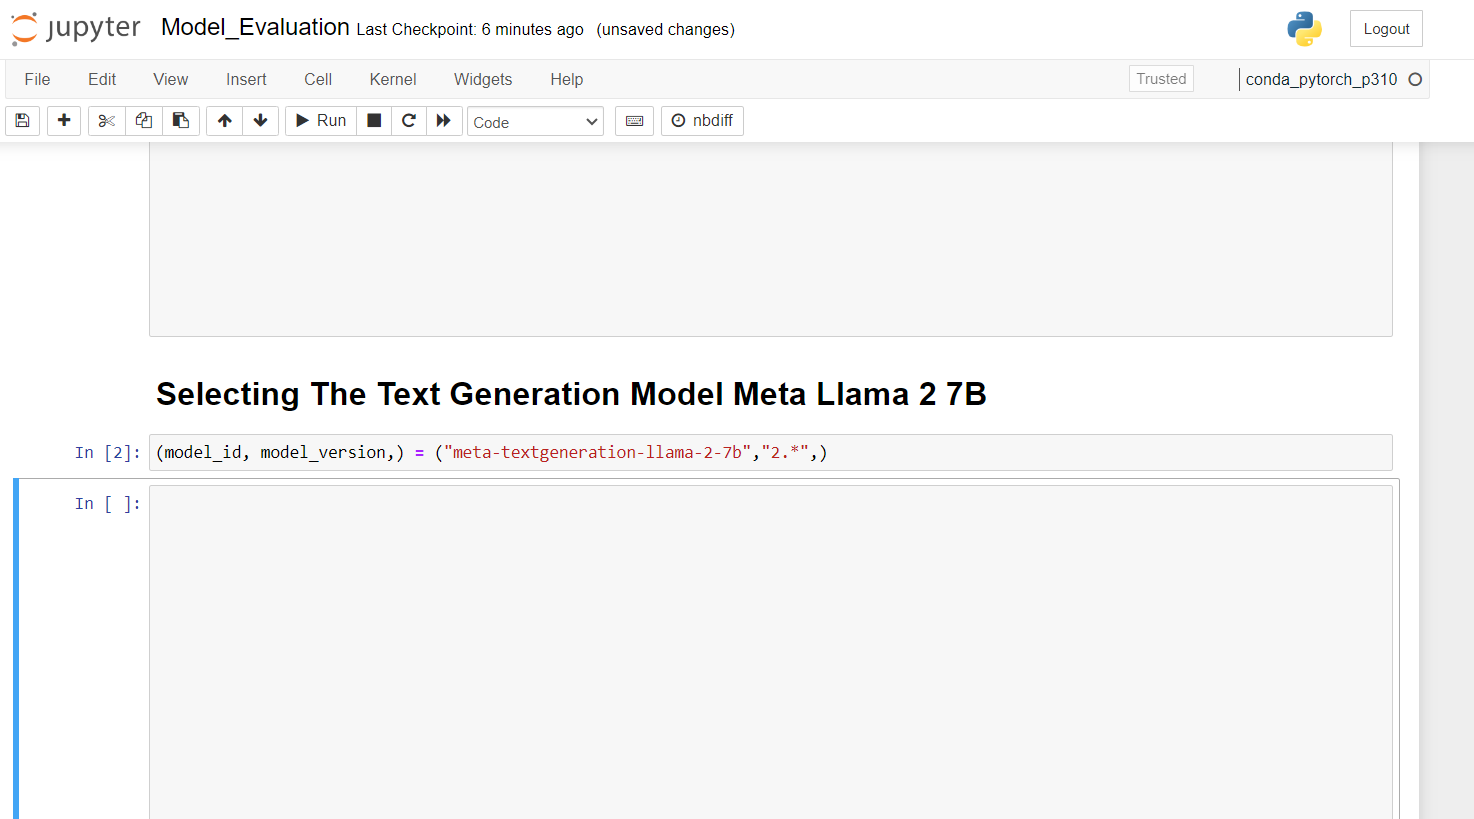 jupyter Model_Evaluation Last Checkpoint: 6 minutes ago (unsaved changes) Logout
File Edit View Insert Cell Kernel Widgets Help Trusted conda_pytorch_p310
Run Code nbdiff
Selecting The Text Generation Model Meta Llama 2 7B
In [2]: (model_id, model_version,) = ("meta-textgeneration-llama-2-7b","2.*",)
In [ ]: